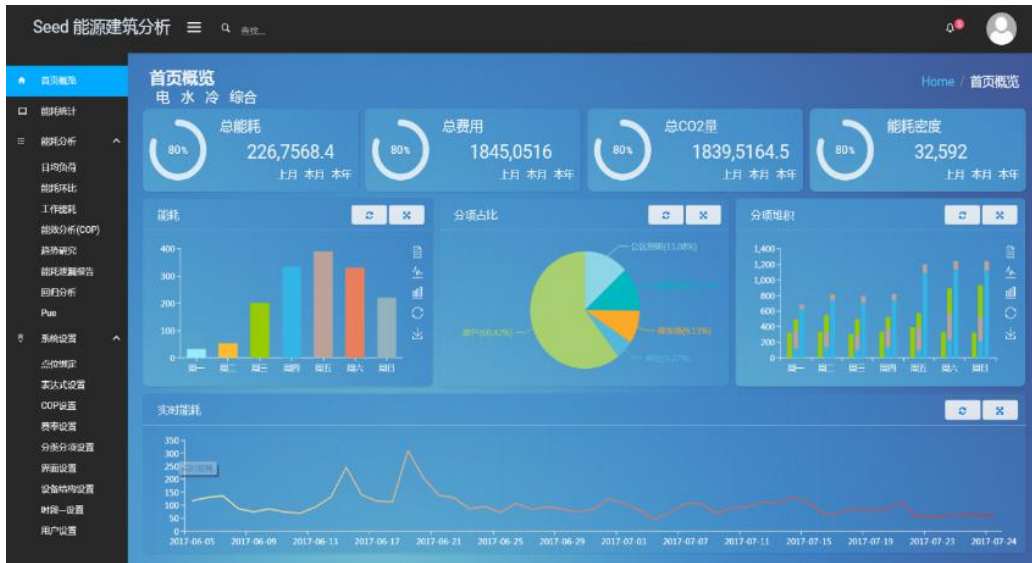 Seed 能源建筑分析
查找...
首页概览
能耗统计
能耗分析
日均负荷
能耗环比
工作能耗
能效分析(COP)
趋势研究
能耗泄漏报告
回归分析
Pue
系统设置
点位绑定
表达式设置
COP设置
费率设置
分类分项设置
界面设置
设备结构设置
时段—设置
用户设置
首页概览
电 水 冷 综合
Home / 首页概览
总能耗
80%
226,7568.4
上月 本月 本年
总费用
80%
1845,0516
上月 本月 本年
总CO2量
80%
1839,5164.5
上月 本月 本年
能耗密度
80%
32,592
上月 本月 本年
能耗
400
300
200
100
0
周一 周二 周三 周四 周五 周六 周日
分项占比
分项堆积
1,400
1,200
1,000
800
600
400
200
0
周一 周二 周三 周四 周五 周六 周日
实时能耗
350
300
250
200
150
100
50
0
2017-06-05 2017-06-09 2017-06-13 2017-06-17 2017-06-21 2017-06-25 2017-06-29 2017-07-03 2017-07-07 2017-07-11 2017-07-15 2017-07-19 2017-07-23 2017-07-24